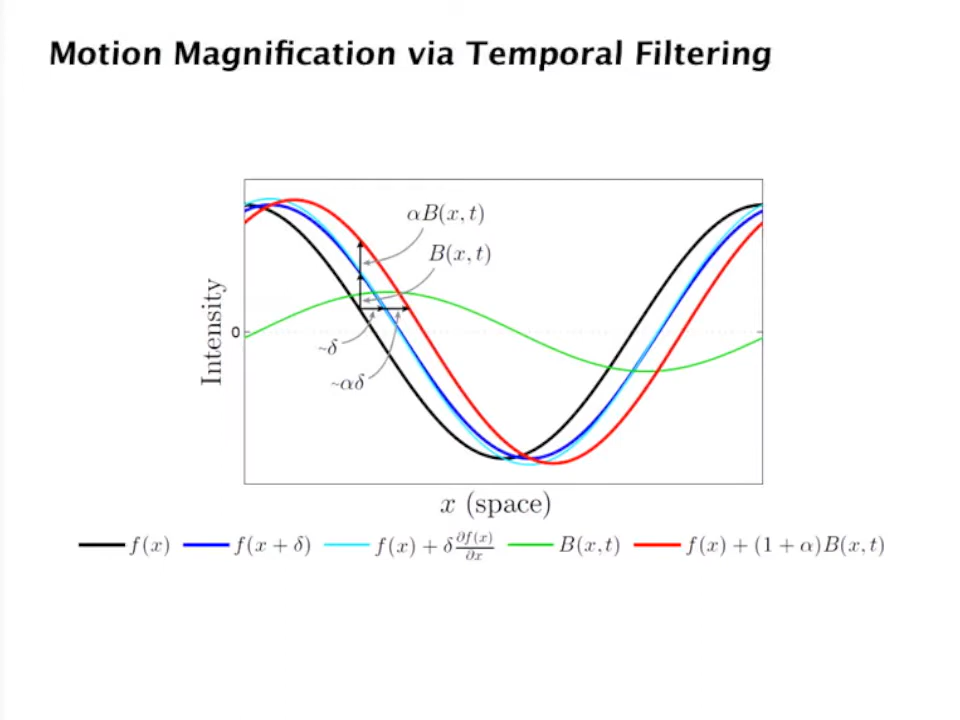 Motion Magnification via Temporal Filtering
αB(x, t)
B(x, t)
Intensity
0
~δ
~αδ
x (space)
f(x) f(x + δ) f(x) + δ ∂f(x)/∂x B(x, t) f(x) + (1 + α)B(x, t)